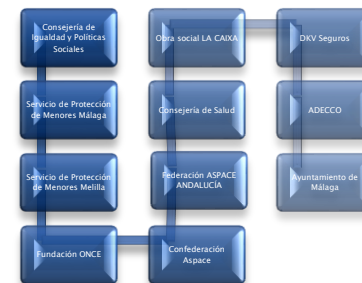 Consejería de
Igualdad y Políticas
Sociales
Servicio de Protección
de Menores Málaga
Servicio de Protección
de Menores Melilla
Fundación ONCE
Confederación
Aspace
Federación ASPACE
ANDALUCÍA
Consejería de Salud
Obra social LA CAIXA
DKV Seguros
ADECCO
Ayuntamiento de
Málaga